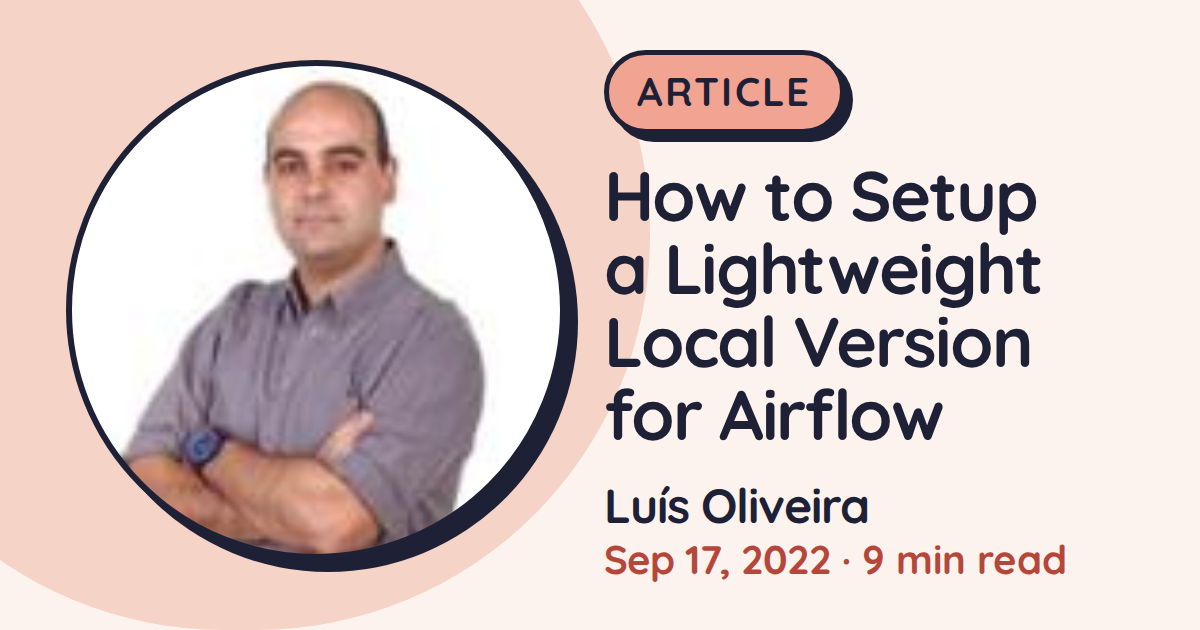 ARTICLE
How to Setup
a Lightweight
Local Version
for Airflow
Luís Oliveira
Sep 17, 2022 · 9 min read